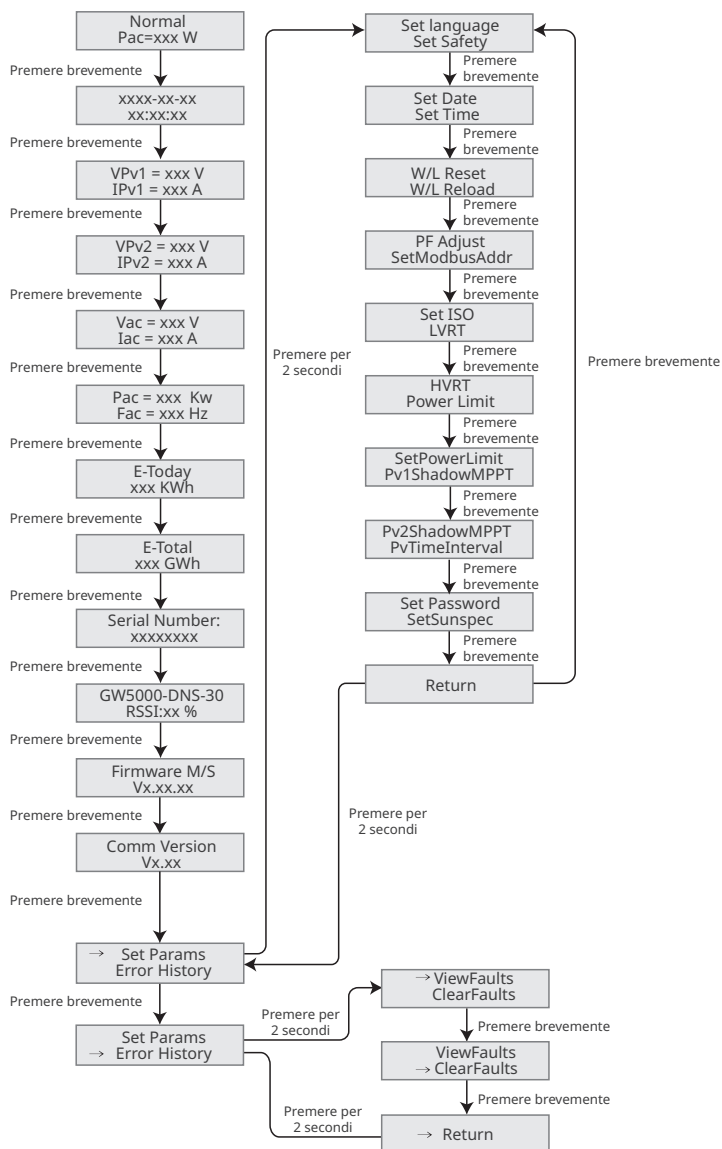 Normal
Pac=xxx W
Premere brevemente
xxxx-xx-xx
xx:xx:xx
Premere brevemente
VPv1 = xxx V
IPv1 = xxx A
Premere brevemente
VPv2 = xxx V
IPv2 = xxx A
Premere brevemente
Vac = xxx V
Iac = xxx A
Premere brevemente
Pac = xxx Kw
Fac = xxx Hz
Premere brevemente
E-Today
xxx KWh
Premere brevemente
E-Total
xxx GWh
Premere brevemente
Serial Number:
xxxxxxxx
Premere brevemente
GW5000-DNS-30
RSSI:xx %
Premere brevemente
Firmware M/S
Vx.xx.xx
Premere brevemente
Comm Version
Vx.xx
Premere brevemente
→ Set Params
Error History
Premere brevemente
Set Params
→ Error History
Premere per
2 secondi
Set language
Set Safety
Premere
brevemente
Set Date
Set Time
Premere
brevemente
W/L Reset
W/L Reload
Premere
brevemente
PF Adjust
SetModbusAddr
Premere
brevemente
Set ISO
LVRT
Premere
brevemente
HVRT
Power Limit
Premere
brevemente
SetPowerLimit
Pv1ShadowMPPT
Premere
brevemente
Pv2ShadowMPPT
PvTimeInterval
Premere
brevemente
Set Password
SetSunspec
Premere
brevemente
Return
Premere brevemente
Premere per
2 secondi
Premere per
2 secondi
→ ViewFaults
ClearFaults
Premere brevemente
ViewFaults
→ ClearFaults
Premere brevemente
→ Return
Premere per
2 secondi